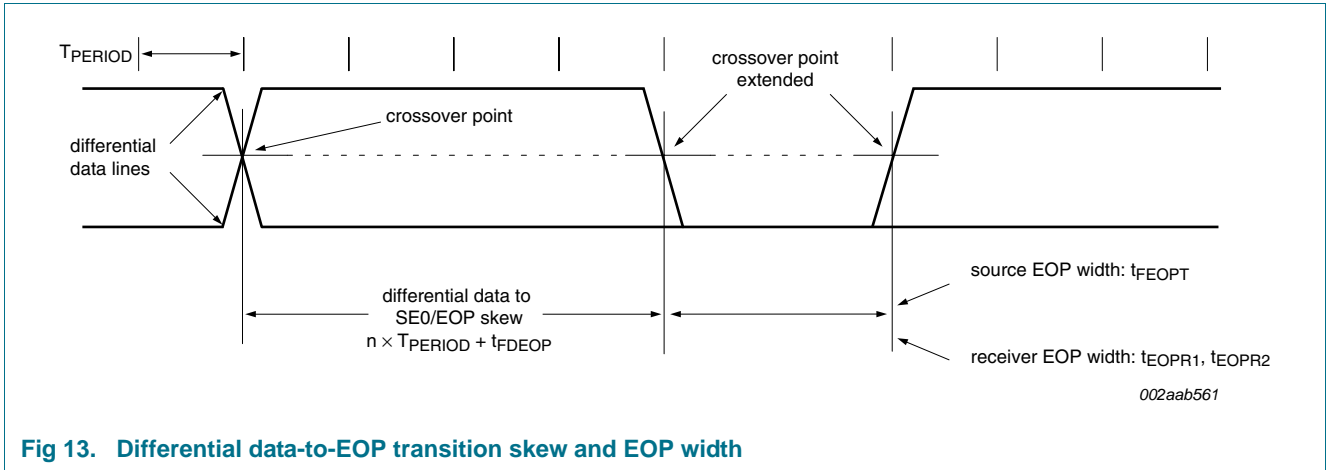 TPERIOD
crossover point
extended
crossover point
differential
data lines
differential data to
SE0/EOP skew
n × TPERIOD + tFDEOP
source EOP width: tFEOPT
receiver EOP width: tEOPR1, tEOPR2
002aab561
Fig 13. Differential data-to-EOP transition skew and EOP width